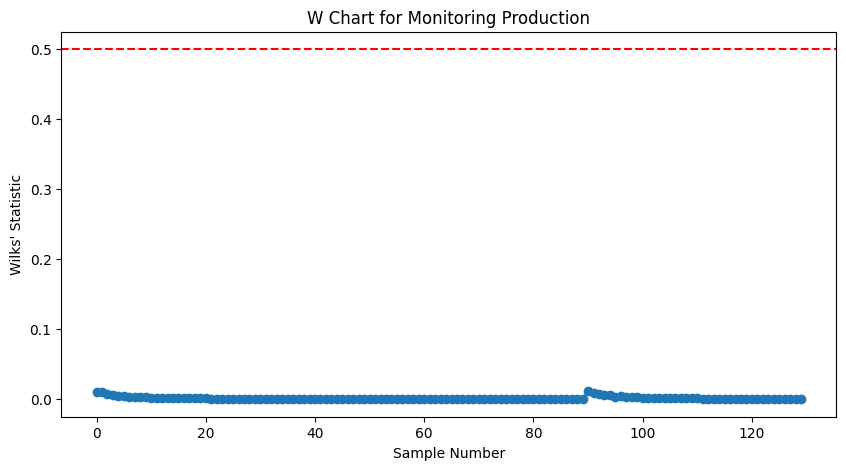 W Chart for Monitoring Production
0.5
0.4
0.3
0.2
0.1
0.0
Wilks' Statistic
0 20 40 60 80 100 120
Sample Number